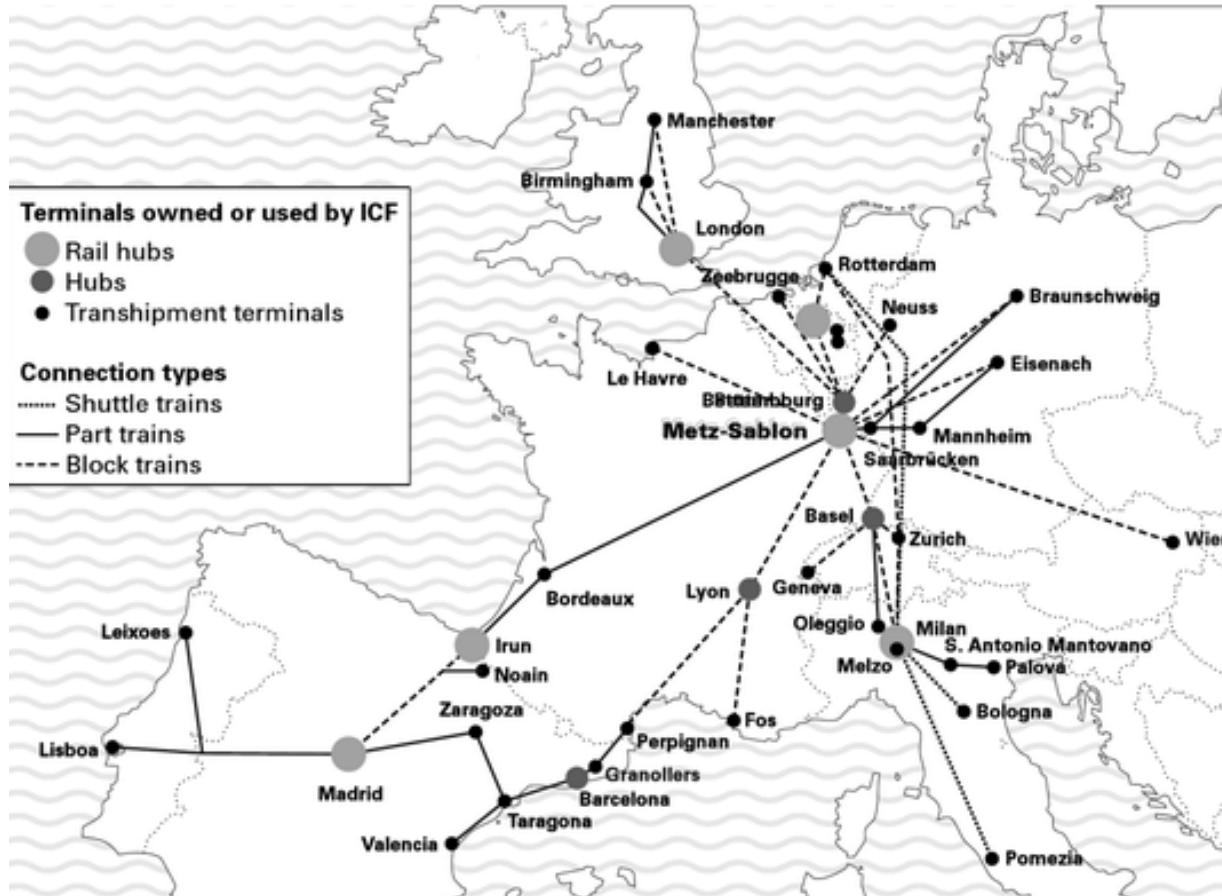 Manchester
Birmingham
London
Terminals owned or used by ICF
Rail hubs
Hubs
Transhipment terminals
Connection types
Shuttle trains
Part trains
Block trains
Zeebrugge
Rotterdam
Neuss
Braunschweig
Eisenach
Le Havre
Metz-Sablon
Mannheim
Saarbrücken
Basel
Zürich
Wien
Geneva
Lyon
Bordeaux
Oleggio
Milan
S. Antonio Mantovano
Melzo
Palova
Bologna
Leixoes
Irun
Noain
Zaragoza
Fos
Perpignan
Lisboa
Granollers
Madrid
Barcelona
Taragona
Valencia
Pomezia